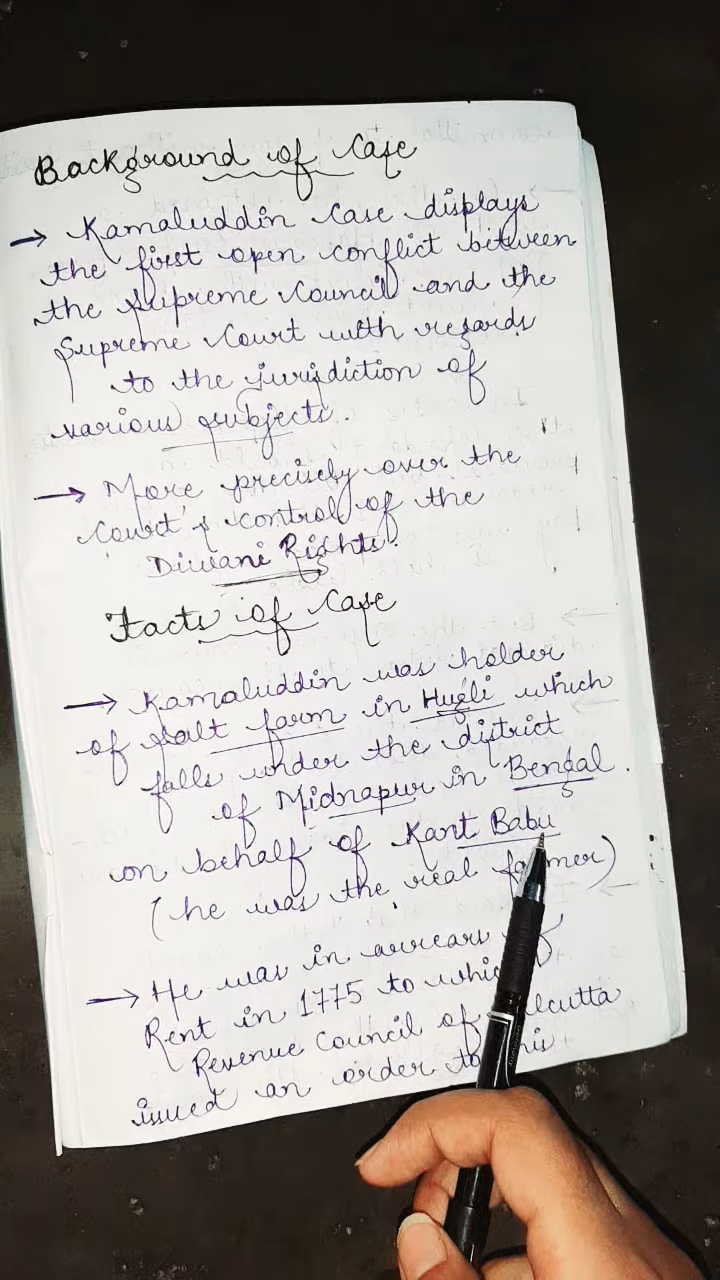 Background of Case
→ Kamaluddin Case displays
the first open conflict between
the Supreme Council and the
Supreme Court with regards
to the jurisdiction of
various subjects.
→ More precisely over the
Court's control of the
Diwani Rights.
Facts of Case
→ Kamaluddin was holder
of salt farm in Hugli which
falls under the district
of Midnapur in Bengal.
on behalf of Kant Babu
(he was the real farmer)
→ He was in arrears of
Rent in 1775 to which
Revenue Council of Calcutta
issued an order to his